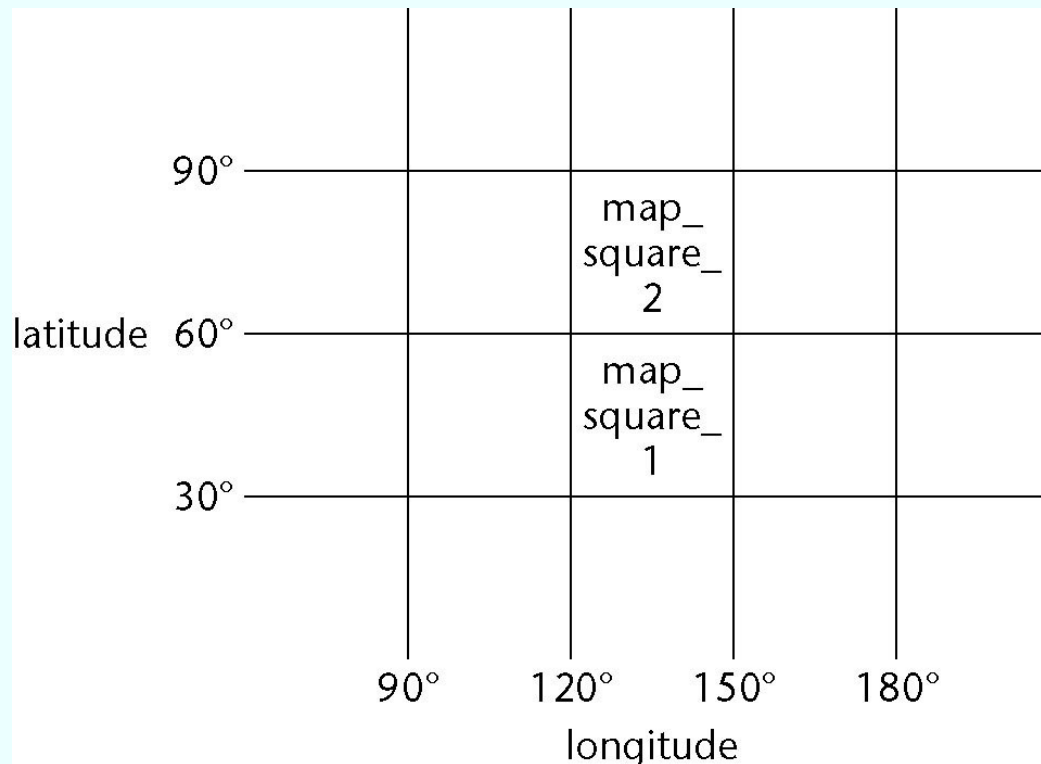 90°
map_
square_
2
latitude 60°
map_
square_
1
30°
90° 120° 150° 180°
longitude